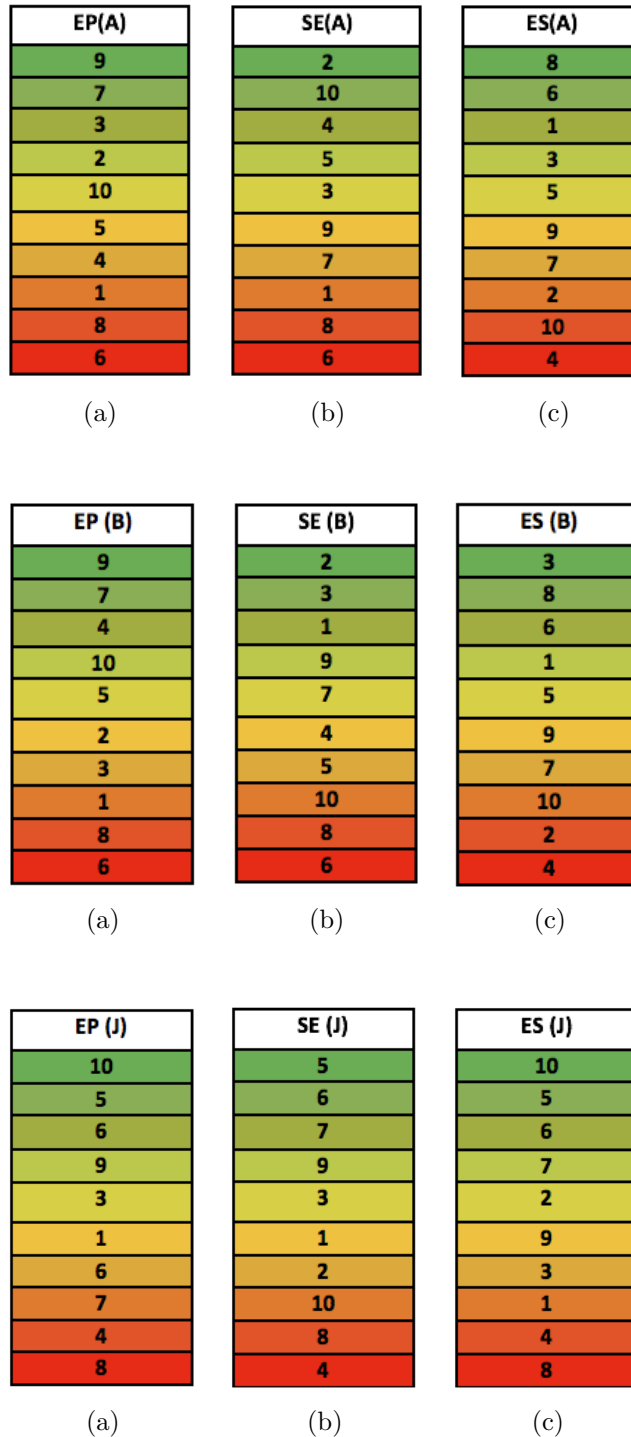 EP(A) SE(A) ES(A)
9 2 8
7 10 6
3 4 1
2 5 3
10 3 5
5 9 9
4 7 7
1 1 2
8 8 10
6 6 4
(a) (b) (c)
EP (B) SE (B) ES (B)
9 2 3
7 3 8
4 1 6
10 9 1
5 7 5
2 4 9
3 5 7
1 10 10
8 8 2
6 6 4
(a) (b) (c)
EP (J) SE (J) ES (J)
10 5 10
5 6 5
6 7 6
9 9 7
3 3 2
1 1 9
6 2 3
7 10 1
4 8 4
8 4 8
(a) (b) (c)